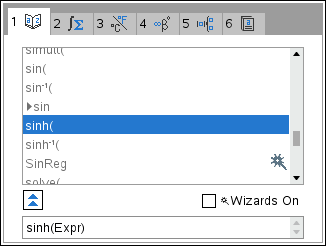 1 2 ∫Σ 3 °C °F 4 ∞β° 5 6
simult(
sin(
sin⁻¹(
▶sin
sinh(
sinh⁻¹(
SinReg
solve(
Wizards On
sinh(Expr)